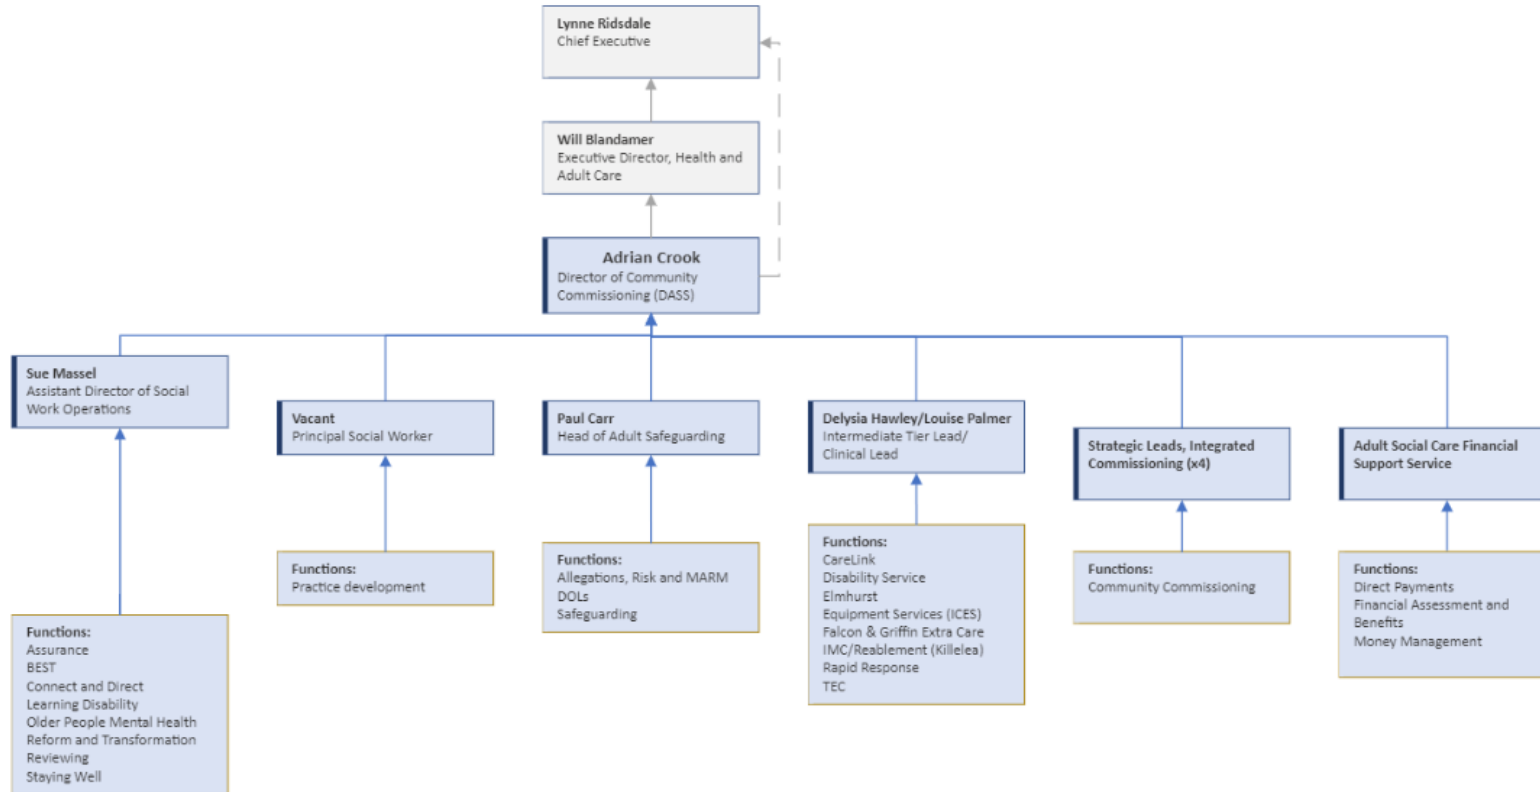 Lynne Ridsdale
Chief Executive
Will Blandamer
Executive Director, Health and
Adult Care
Adrian Crook
Director of Community
Commissioning (DASS)
Sue Massel
Assistant Director of Social
Work Operations
Vacant
Principal Social Worker
Paul Carr
Head of Adult Safeguarding
Delysia Hawley/Louise Palmer
Intermediate Tier Lead/
Clinical Lead
Strategic Leads, Integrated
Commissioning (x4)
Adult Social Care Financial
Support Service
Functions:
Assurance
BEST
Connect and Direct
Learning Disability
Older People Mental Health
Reform and Transformation
Reviewing
Staying Well
Functions:
Practice development
Functions:
Allegations, Risk and MARM
DOLs
Safeguarding
Functions:
CareLink
Disability Service
Elmhurst
Equipment Services (ICES)
Falcon & Griffin Extra Care
IMC/Reablement (Killelea)
Rapid Response
TEC
Functions:
Community Commissioning
Functions:
Direct Payments
Financial Assessment and
Benefits
Money Management